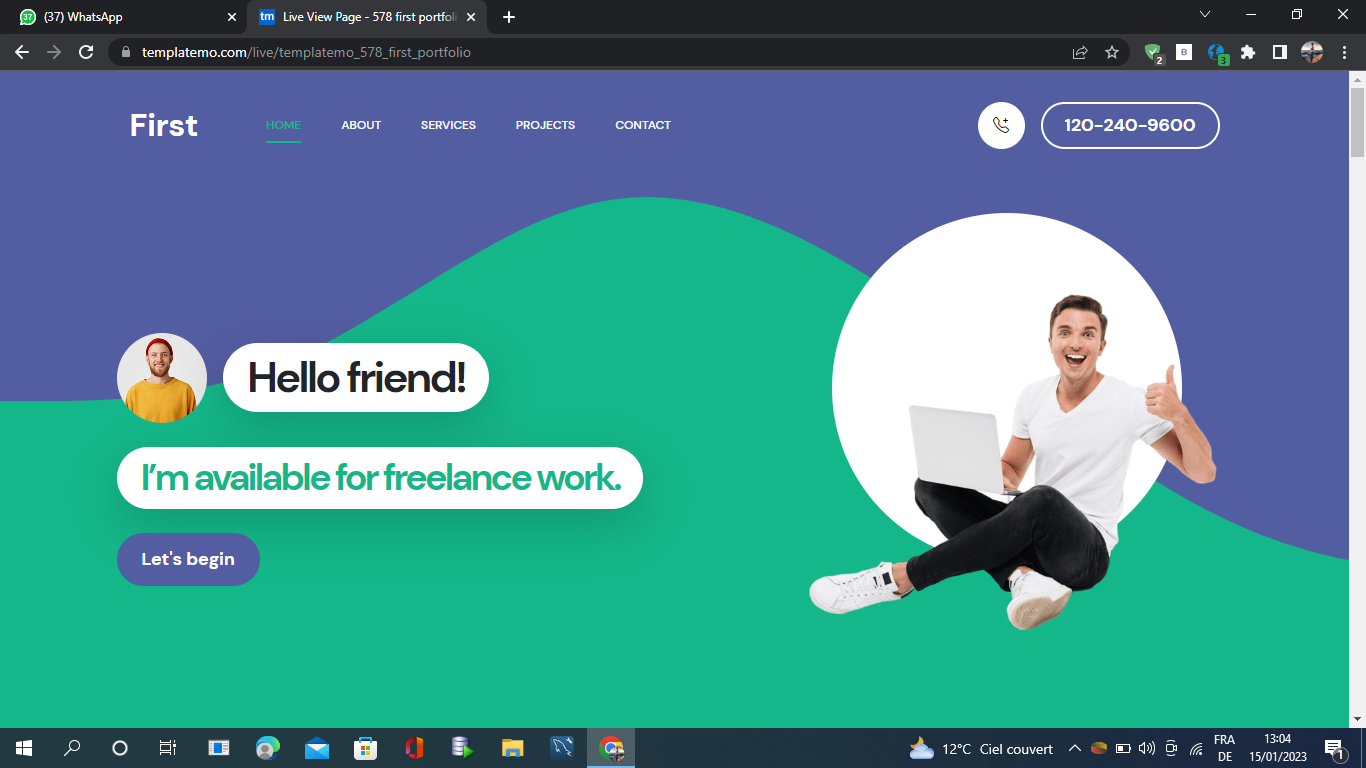 37
(37) WhatsApp
tm
Live View Page - 578 first portfoli
templatemo.com/live/templatemo_578_first_portfolio
2
B
3
First
HOME
ABOUT
SERVICES
PROJECTS
CONTACT
120-240-9600
Hello friend!
I'm available for freelance work.
Let's begin
12°C Ciel couvert
FRA
DE
13:04
15/01/2023
1